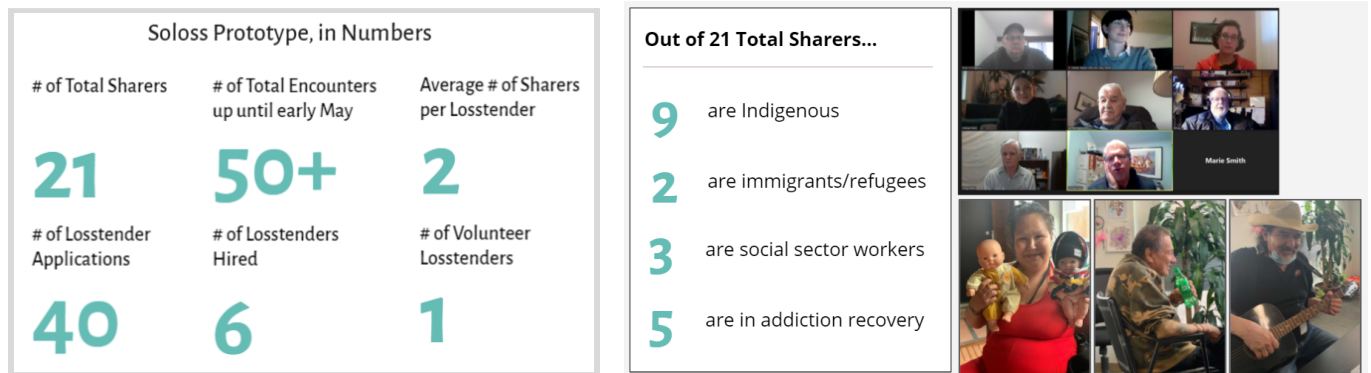 Soloss Prototype, in Numbers
# of Total Sharers
21
# of Total Encounters
up until early May
50+
Average # of Sharers
per Losstender
2
# of Losstender
Applications
40
# of Losstenders
Hired
6
# of Volunteer
Losstenders
1
Out of 21 Total Sharers...
9 are Indigenous
2 are immigrants/refugees
3 are social sector workers
5 are in addiction recovery
Marie Smith